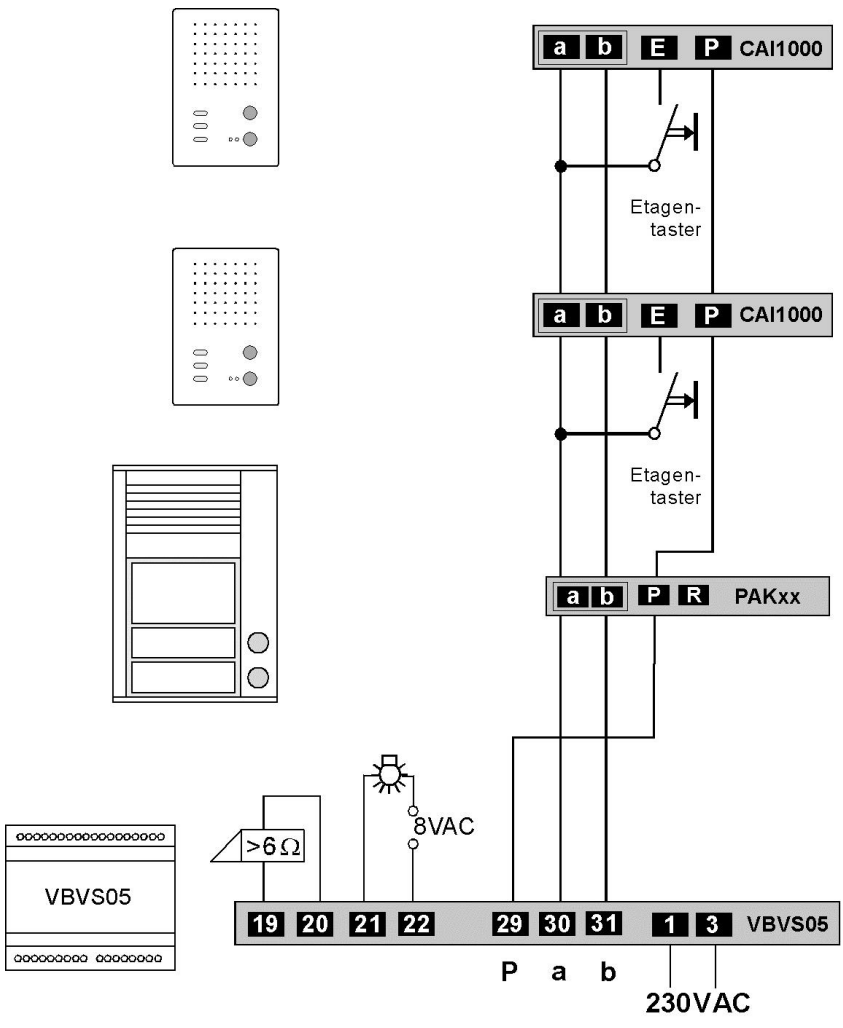 a b E P CAI1000
Etagen-
taster
a b E P CAI1000
Etagen-
taster
a b P R PAKxx
8VAC
>6Ω
VBVS05
19 20 21 22 29 30 31 1 3 VBVS05
P a b
230VAC